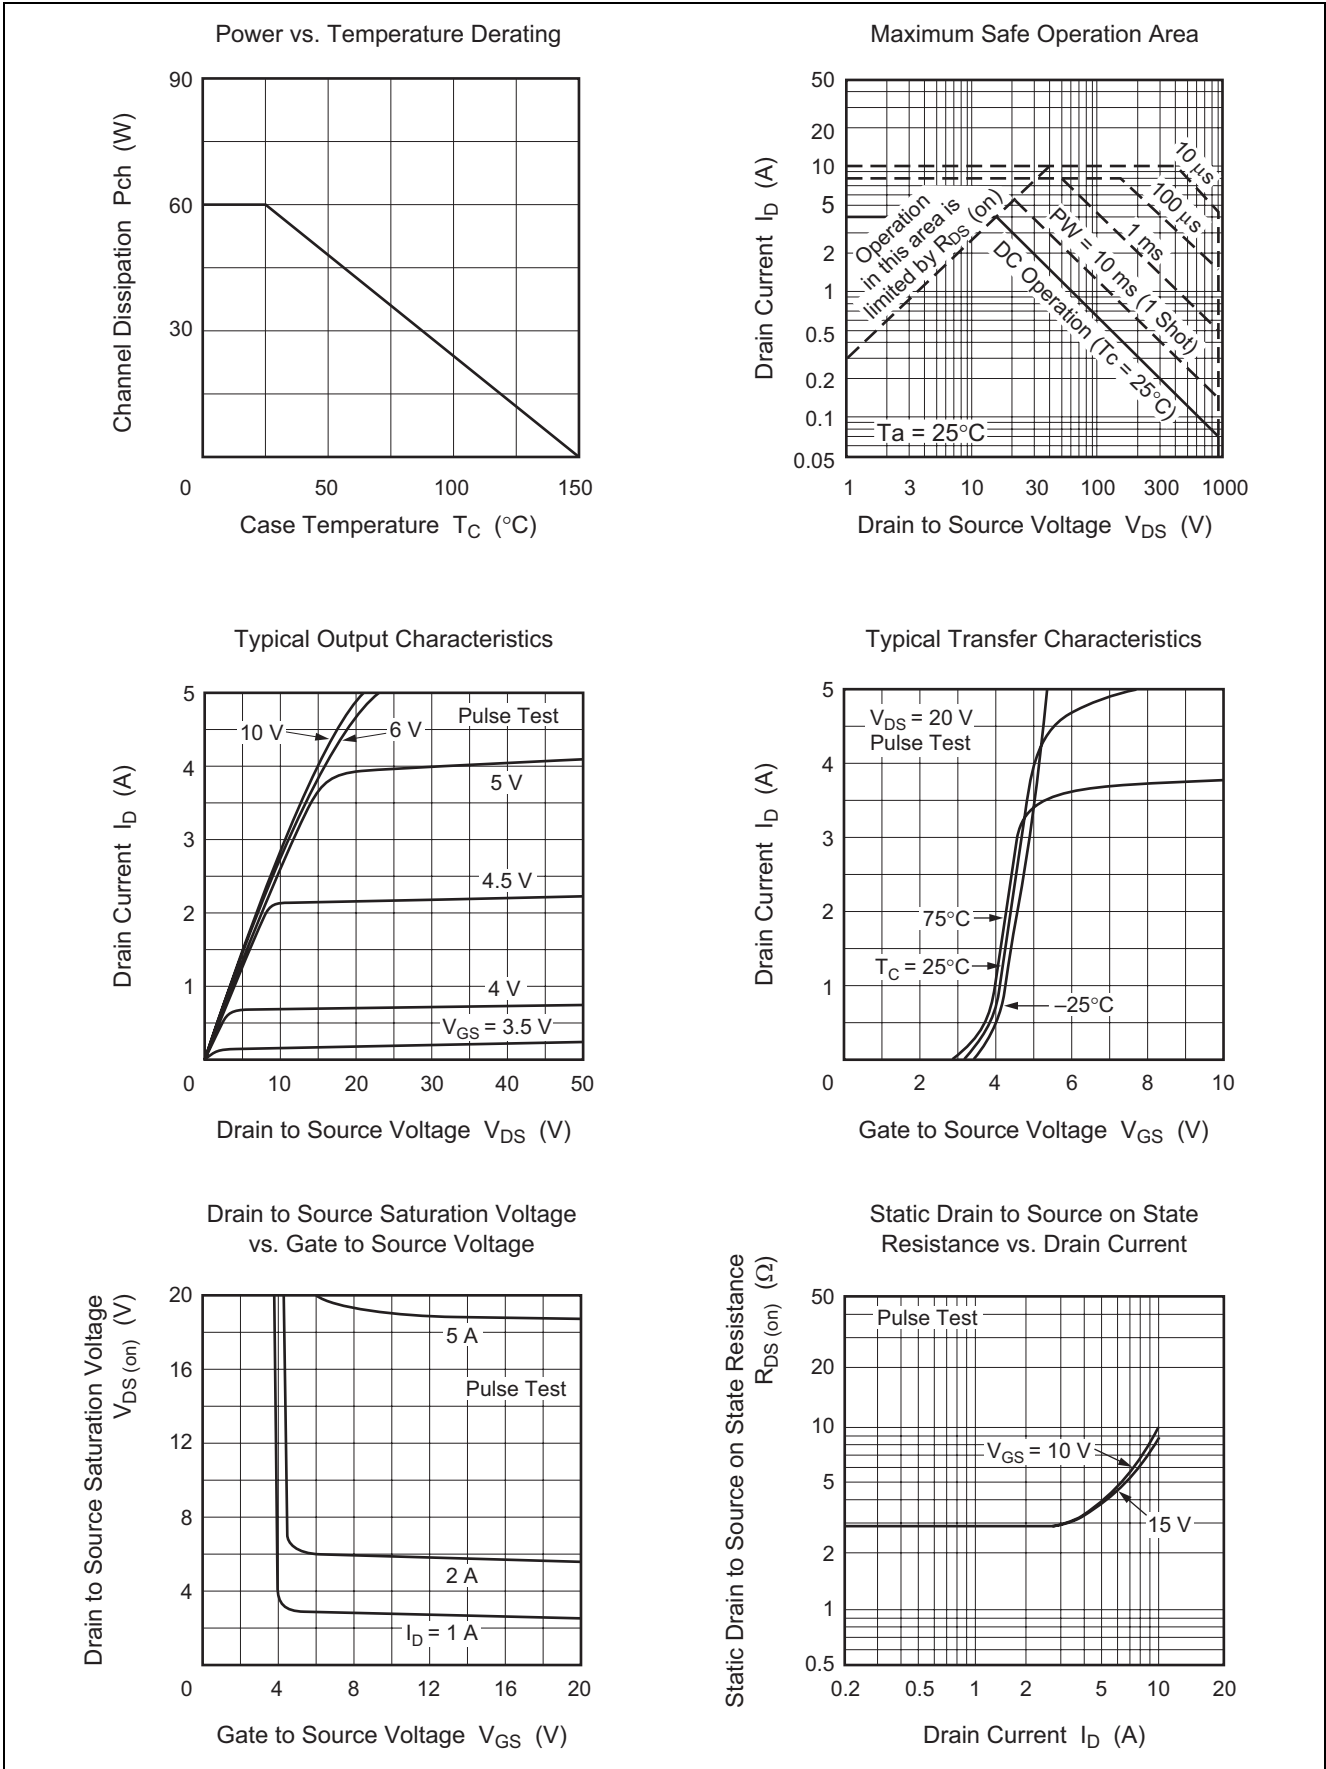 Power vs. Temperature Derating
Channel Dissipation Pch (W)
90
60
30
0 50 100 150
Case Temperature TC (°C)
Maximum Safe Operation Area
Drain Current ID (A)
50
20
10
5
2
1
0.5
0.2
0.1
0.05
10 μs
100 μs
1 ms
PW = 10 ms (1 Shot)
DC Operation (Tc = 25°C)
Operation
in this area is
limited by RDS (on)
Ta = 25°C
1 3 10 30 100 300 1000
Drain to Source Voltage VDS (V)
Typical Output Characteristics
Drain Current ID (A)
5
4
3
2
1
10 V
6 V
Pulse Test
5 V
4.5 V
4 V
VGS = 3.5 V
0 10 20 30 40 50
Drain to Source Voltage VDS (V)
Typical Transfer Characteristics
Drain Current ID (A)
5
4
3
2
1
VDS = 20 V
Pulse Test
75°C
TC = 25°C
–25°C
0 2 4 6 8 10
Gate to Source Voltage VGS (V)
Drain to Source Saturation Voltage
vs. Gate to Source Voltage
Drain to Source Saturation Voltage
VDS (on) (V)
20
16
12
8
4
5 A
Pulse Test
2 A
ID = 1 A
0 4 8 12 16 20
Gate to Source Voltage VGS (V)
Static Drain to Source on State
Resistance vs. Drain Current
Static Drain to Source on State Resistance
RDS (on) (Ω)
50
20
10
5
2
1
0.5
Pulse Test
VGS = 10 V
15 V
0.2 0.5 1 2 5 10 20
Drain Current ID (A)